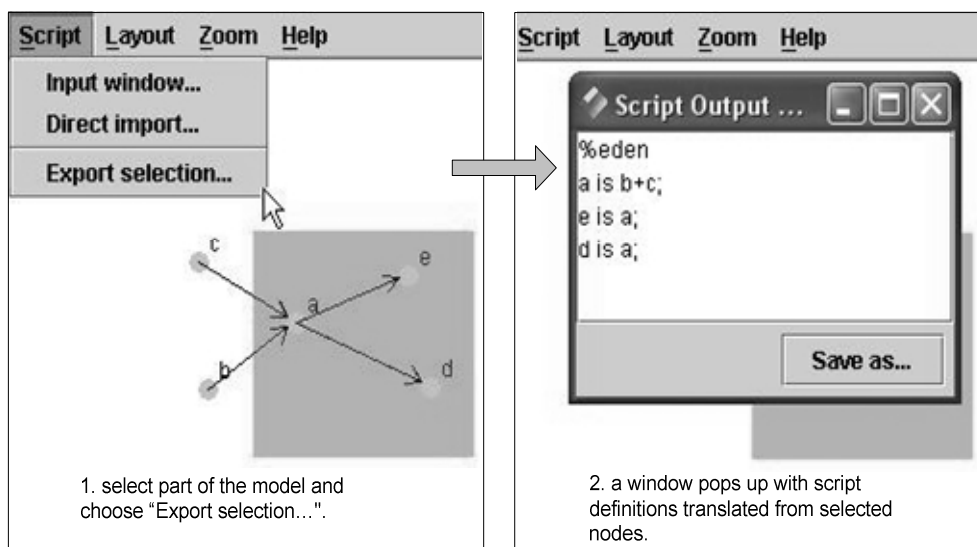 Script Layout Zoom Help
Input window...
Direct import...
Export selection...
c
e
a
b
d
1. select part of the model and
choose “Export selection…".
Script Layout Zoom Help
Script Output ...
%eden
a is b+c;
e is a;
d is a;
Save as...
2. a window pops up with script
definitions translated from selected
nodes.